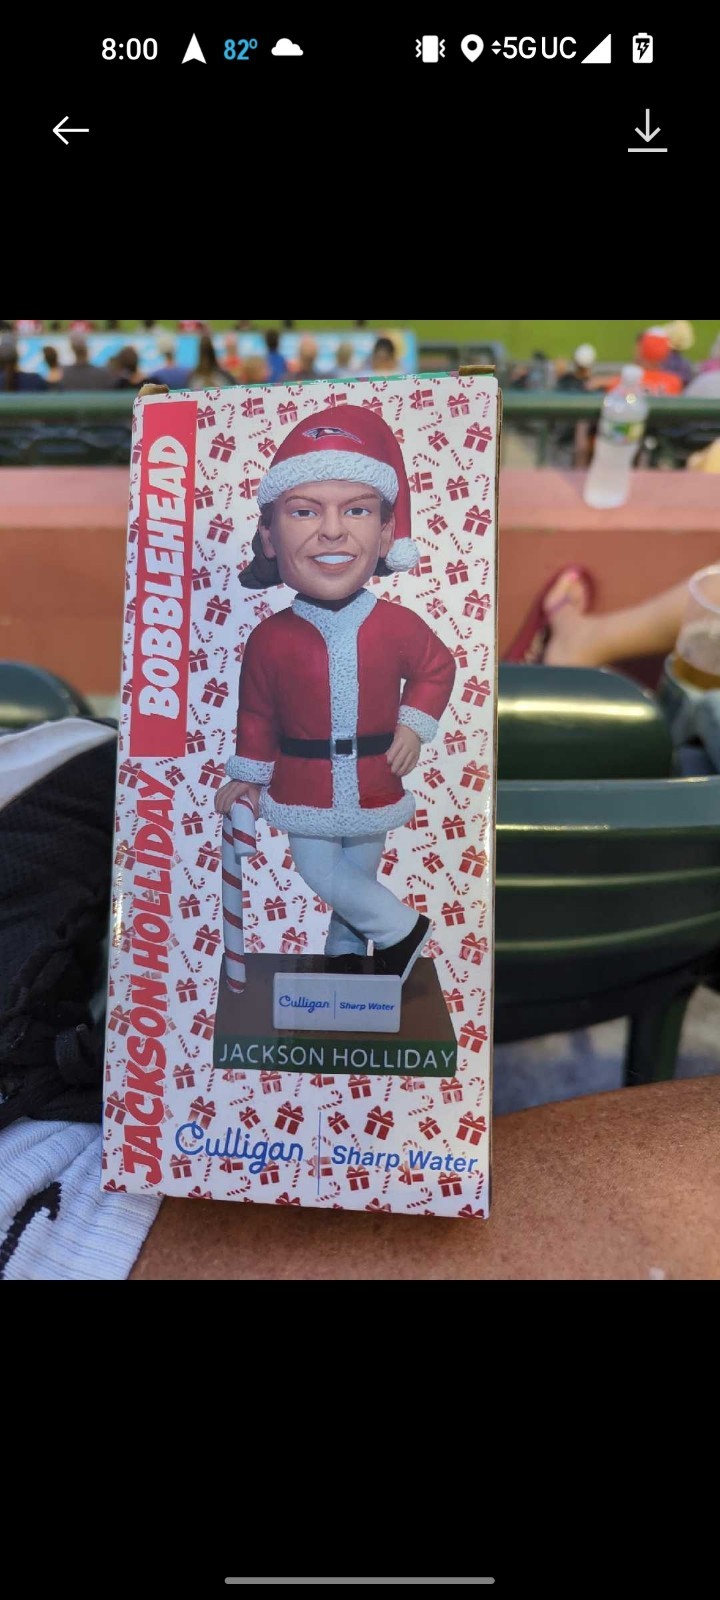 8:00 82° 5G UC
JACKSON HOLLIDAY BOBBLEHEAD
Culligan | Sharp Water
JACKSON HOLLIDAY
Culligan | Sharp Water